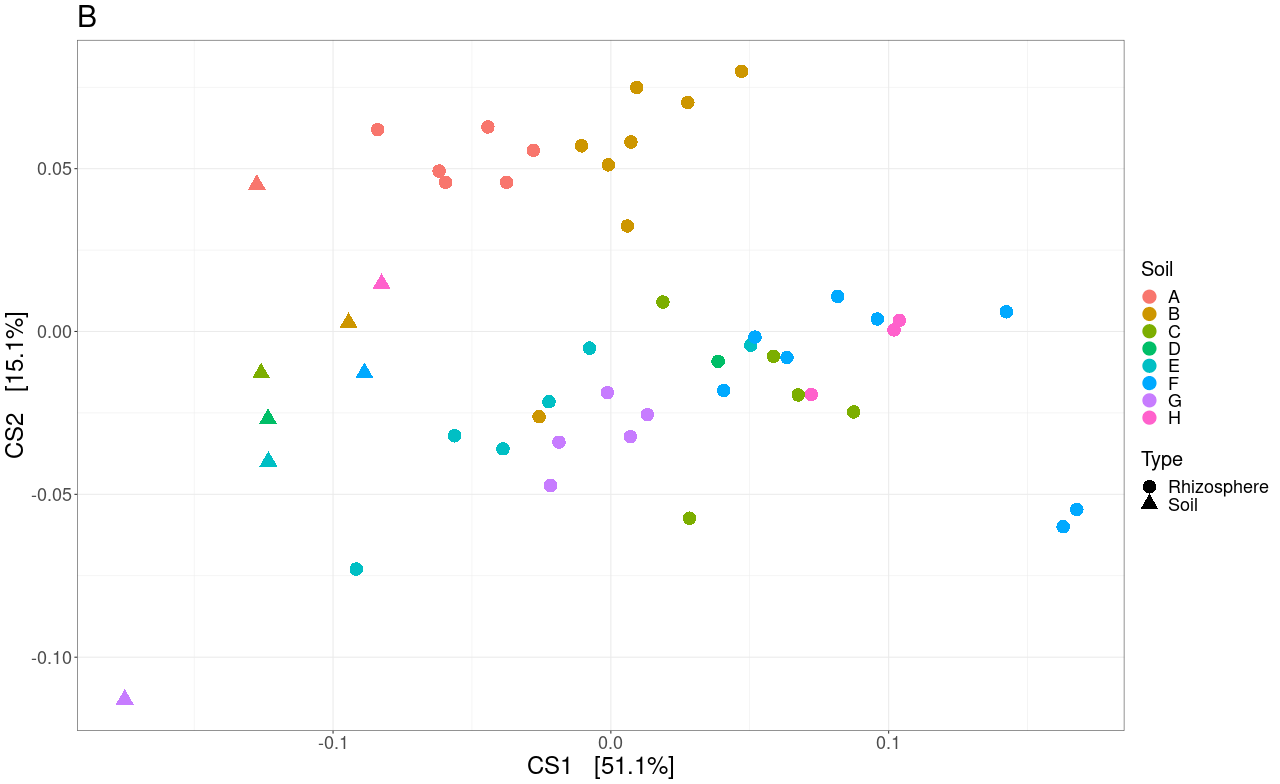 B
CS2 [15.1%]
0.05
0.00
-0.05
-0.10
-0.1
0.0
0.1
CS1 [51.1%]
Soil
A
B
C
D
E
F
G
H
Type
Rhizosphere
Soil